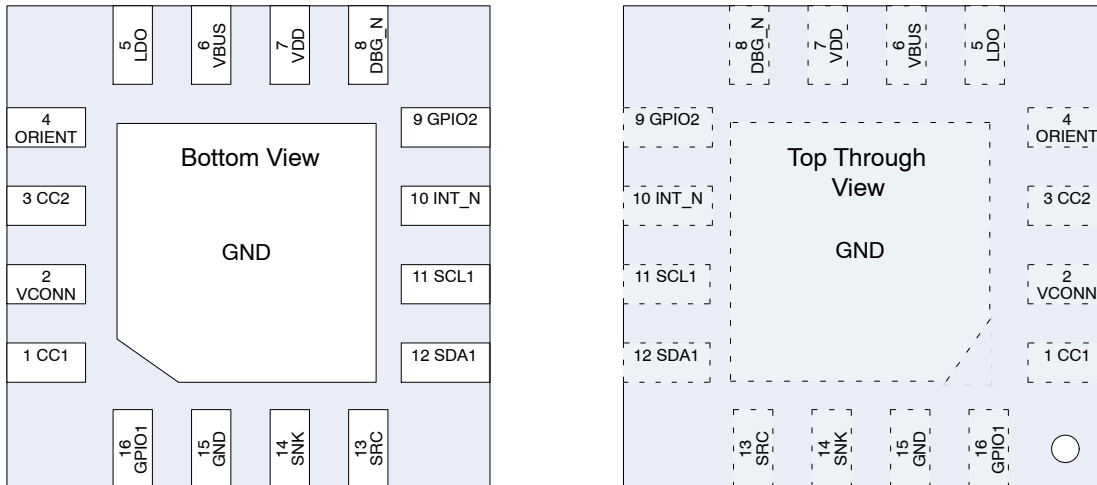 5
LDO
6
VBUS
7
VDD
8
DBG_N
4
ORIENT
3 CC2
2
VCONN
1 CC1
Bottom View
GND
9 GPIO2
10 INT_N
11 SCL1
12 SDA1
16
GPIO1
15
GND
14
SNK
13
SRC
8
DBG_N
7
VDD
6
VBUS
5
LDO
9 GPIO2
10 INT_N
11 SCL1
12 SDA1
Top Through
View
GND
4
ORIENT
3 CC2
2
VCONN
1 CC1
13
SRC
14
SNK
15
GND
16
GPIO1